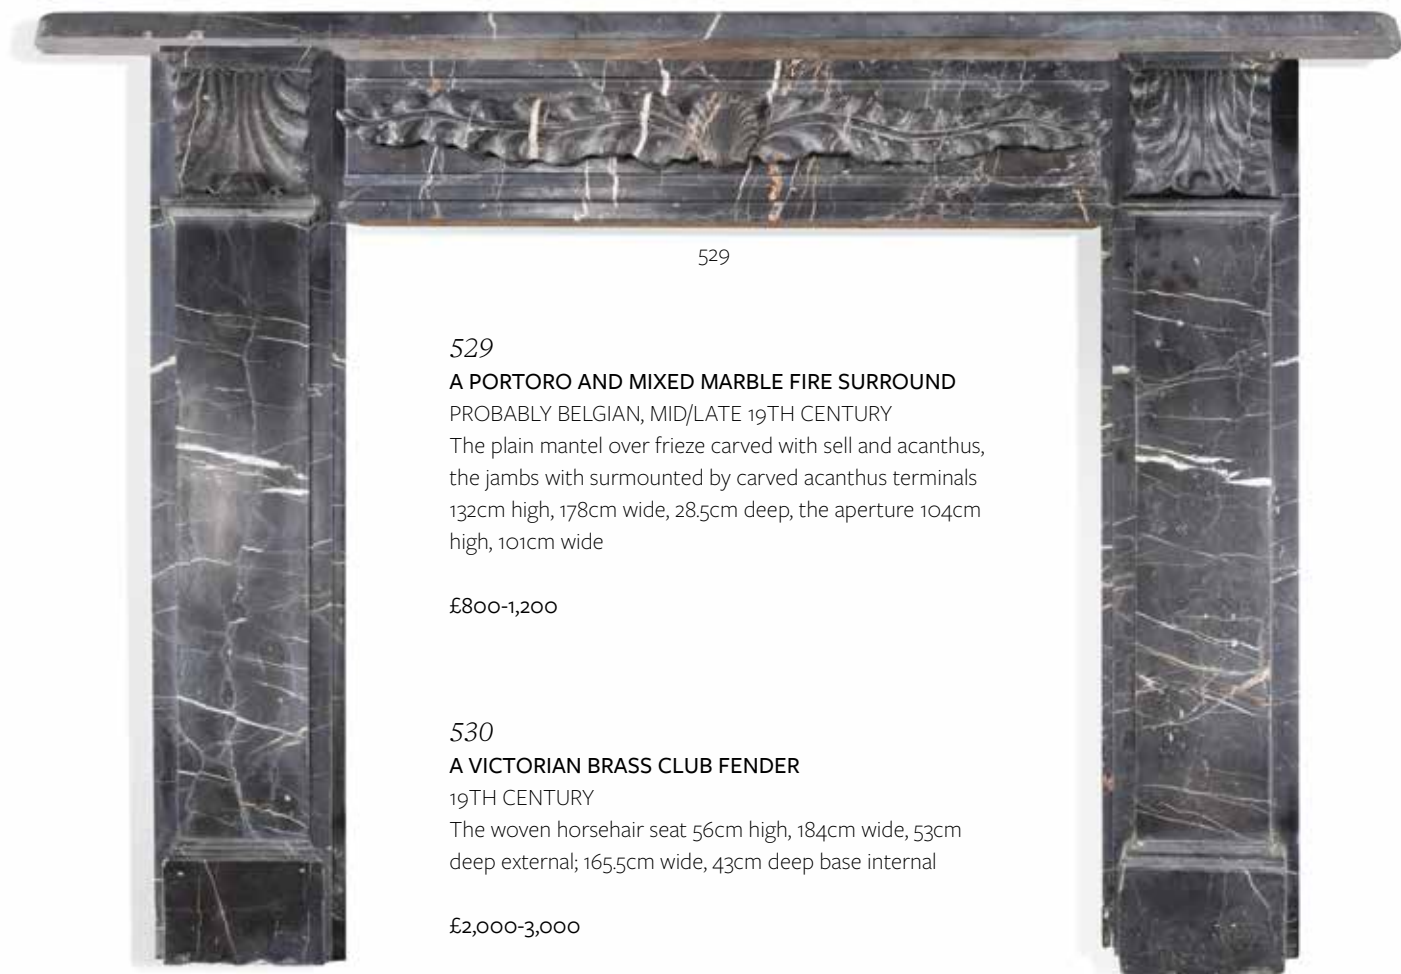 529
529
A PORTORO AND MIXED MARBLE FIRE SURROUND
PROBABLY BELGIAN, MID/LATE 19TH CENTURY
The plain mantel over frieze carved with sell and acanthus,
the jambs with surmounted by carved acanthus terminals
132cm high, 178cm wide, 28.5cm deep, the aperture 104cm
high, 101cm wide
£800-1,200
530
A VICTORIAN BRASS CLUB FENDER
19TH CENTURY
The woven horsehair seat 56cm high, 184cm wide, 53cm
deep external; 165.5cm wide, 43cm deep base internal
£2,000-3,000